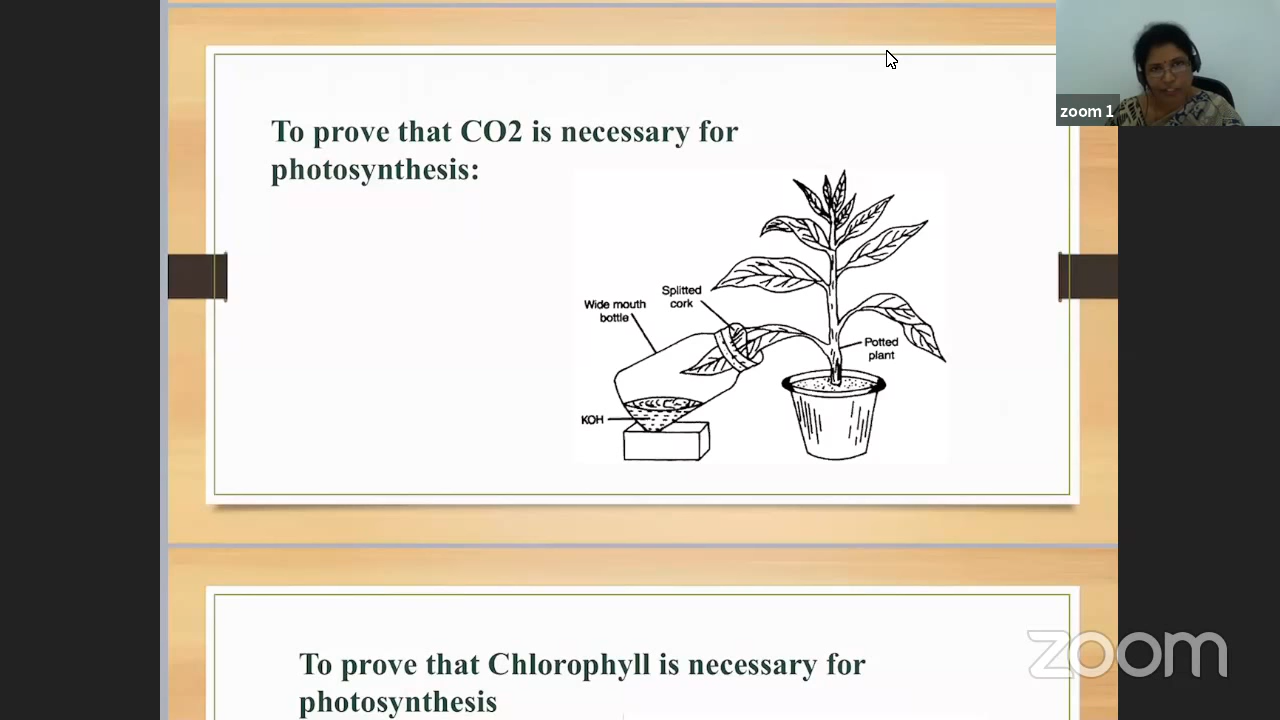 zoom 1
To prove that CO2 is necessary for
photosynthesis:
Splitted
cork
Wide mouth
bottle
Potted
plant
KOH
zoom
To prove that Chlorophyll is necessary for
photosynthesis